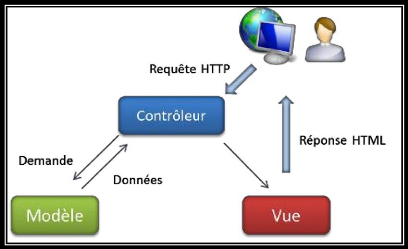 Requête HTTP
Contrôleur
Réponse HTML
Demande
Données
Modèle
Vue